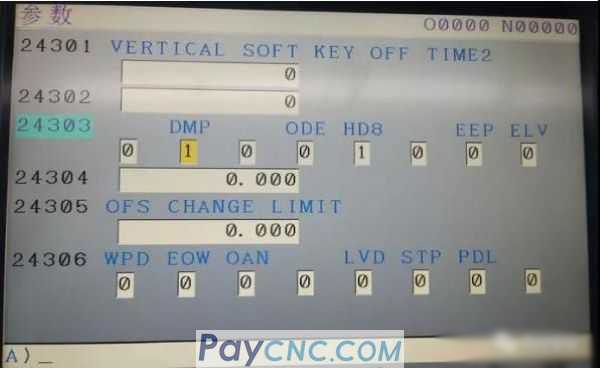 参数
O0000 N00000
24301 VERTICAL SOFT KEY OFF TIME2
0
24302
0
24303 DMP ODE HD8 EEP ELV
0 1 0 0 1 0 0 0
24304
0.000
24305 OFS CHANGE LIMIT
0.000
24306 WPD EOW OAN LVD STP PDL
0 0 0 0 0 0 0 0
A)_
PayCNC.COM